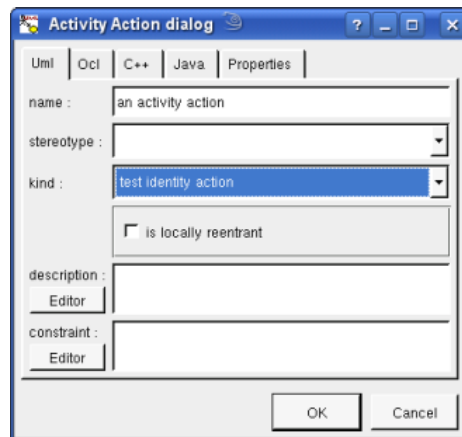 Activity Action dialog
Uml Ocl C++ Java Properties
name : an activity action
stereotype :
kind : test identity action
is locally reentrant
description :
Editor
constraint :
Editor
OK Cancel